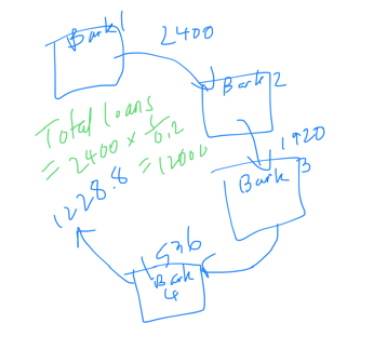 Bank 1
2400
Bank 2
Total loans
= 2400 x 1/0.2
= 12000
1920
Bank 3
1536
Bank
4
1228.8